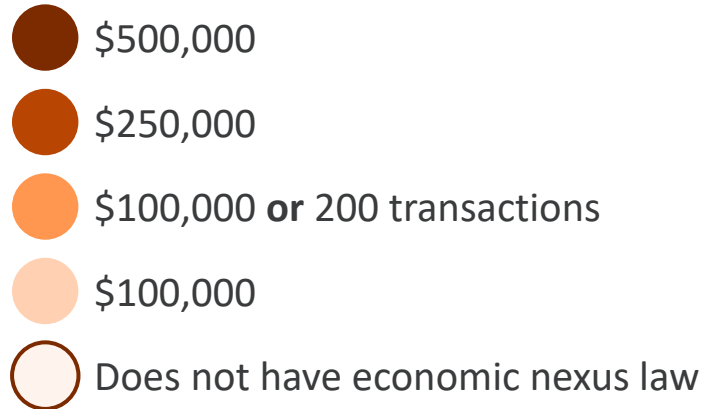 $500,000
$250,000
$100,000 or 200 transactions
$100,000
Does not have economic nexus law